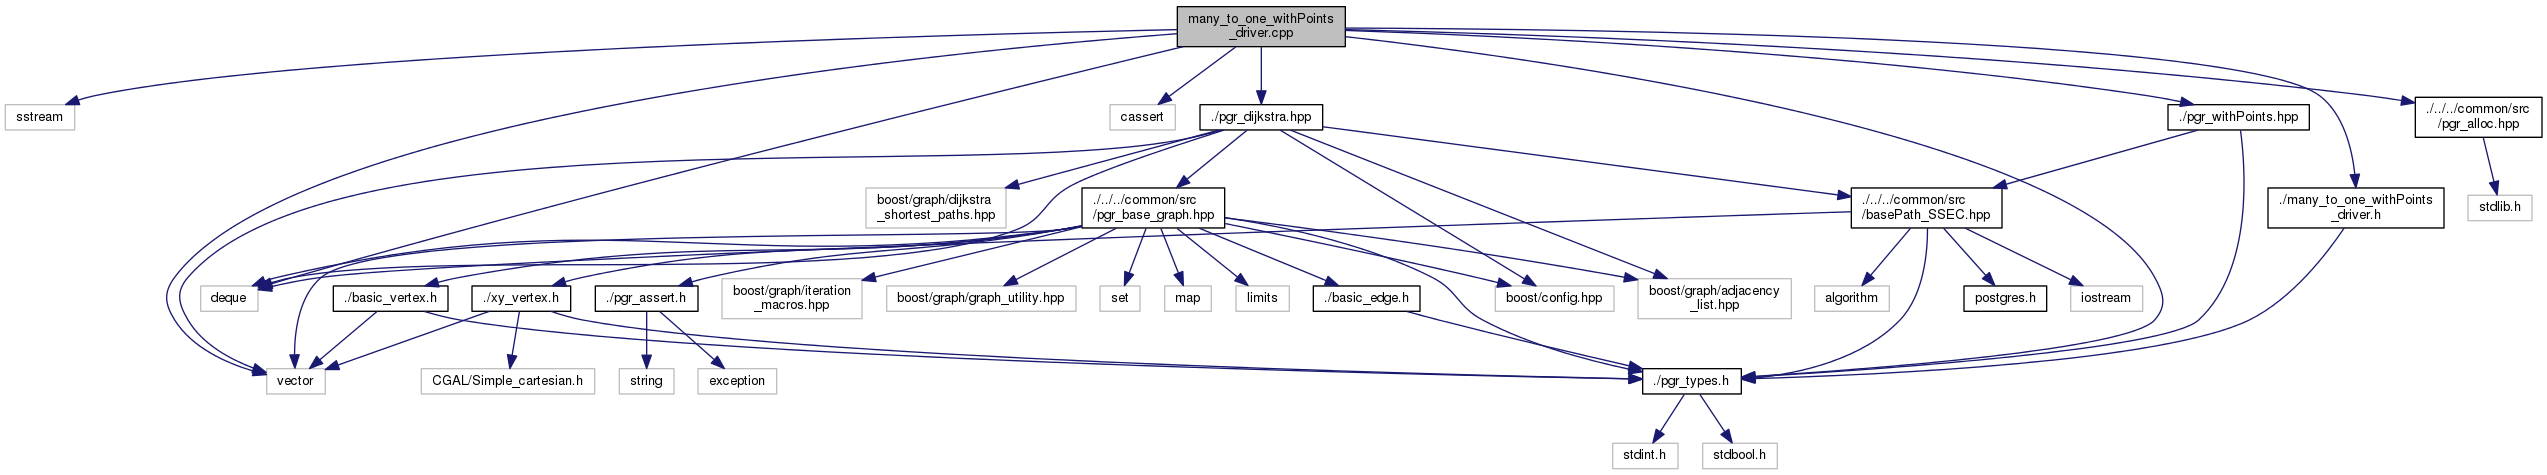 many_to_one_withPoints
_driver.cpp
sstream
cassert
./pgr_dijkstra.hpp
./pgr_withPoints.hpp
./../../common/src
/pgr_alloc.hpp
boost/graph/dijkstra
_shortest_paths.hpp
./../../common/src
/pgr_base_graph.hpp
./../../common/src
/basePath_SSEC.hpp
./many_to_one_withPoints
_driver.h
stdlib.h
deque
./basic_vertex.h
./xy_vertex.h
./pgr_assert.h
boost/graph/iteration
_macros.hpp
boost/graph/graph_utility.hpp
set
map
limits
./basic_edge.h
boost/config.hpp
boost/graph/adjacency
_list.hpp
algorithm
postgres.h
iostream
vector
CGAL/Simple_cartesian.h
string
exception
./pgr_types.h
stdint.h
stdbool.h